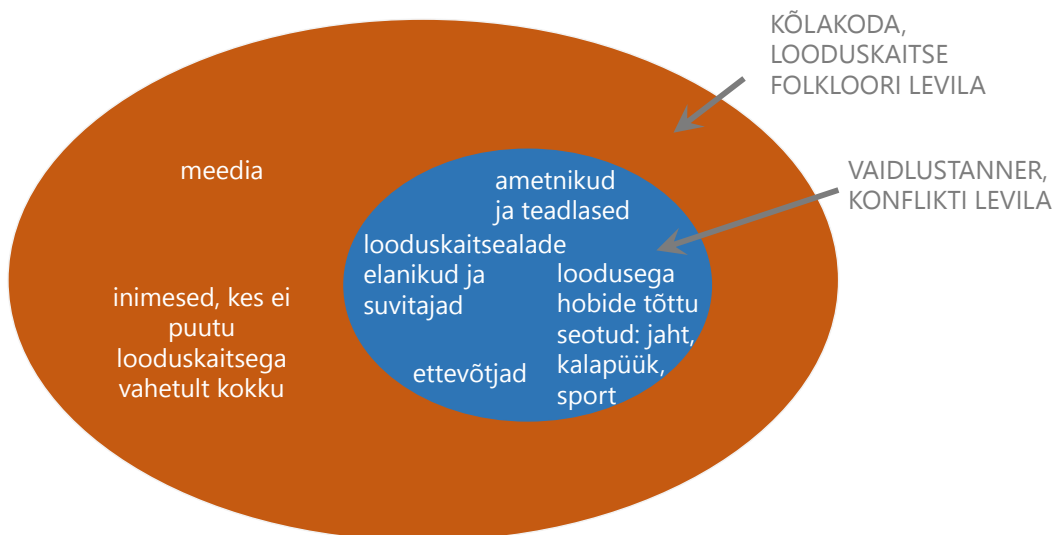 KÕLAKODA,
LOODUSKAITSE
FOLKLOORI LEVILA
VAIDLUSTANNER,
KONFLIKTI LEVILA
meedia
inimesed, kes ei
puutu
looduskaitsega
vahetult kokku
ametnikud
ja teadlased
looduskaitsealade
elanikud ja
suvitajad
loodusega
hobide tõttu
seotud: jaht,
kalapüük,
sport
ettevõtjad